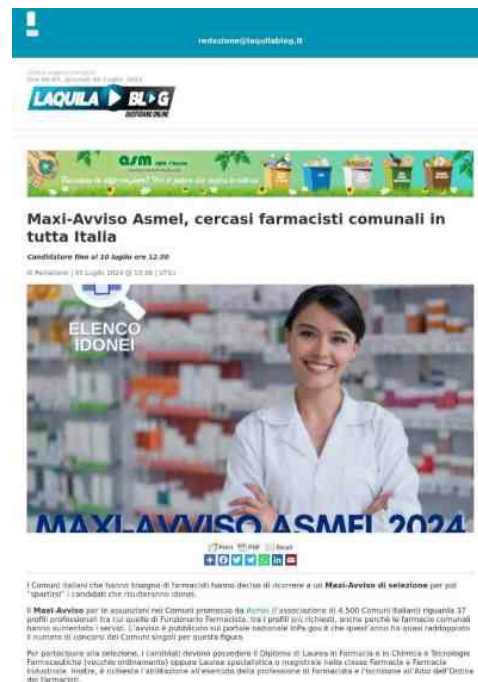 redazione@laquilablog.it
LAQUILA BLOG
QUOTIDIANO ONLINE
asm
Maxi-Avviso Asmel, cercasi farmacisti comunali in
tutta Italia
Candidature fino al 10 luglio ore 12.00
di Redazione | 03 Luglio 2024 @
ELENCO
IDONEI
MAXI-AVVISO ASMEL 2024
Print PDF Email
I Comuni italiani che hanno bisogno di farmacisti hanno deciso di ricorrere a un Maxi-Avviso di selezione per poi
"spartirsi" i candidati che risulteranno idonei.
Il Maxi-Avviso per le assunzioni nei Comuni promosso da Asmel (l'associazione di 4.500 Comuni italiani) riguarda 37
profili professionali tra cui quello di Funzionario Farmacista, tra i profili più richiesti, anche perché le farmacie comunali
hanno aumentato i servizi. L'avviso è pubblicato sul portale nazionale InPa.gov.it che quest'anno ha quasi raddoppiato
il numero di concorsi dei Comuni singoli per questa figura.
Per partecipare alla selezione, i candidati devono possedere il Diploma di Laurea in Farmacia e in Chimica e Tecnologie
Farmaceutiche (vecchio ordinamento) oppure Laurea specialistica o magistrale nella classe Farmacia e Farmacia
Industriale. Inoltre, è richiesta l'abilitazione all'esercizio della professione di Farmacista e l'iscrizione all'Albo dell'Ordine
dei Farmacisti.